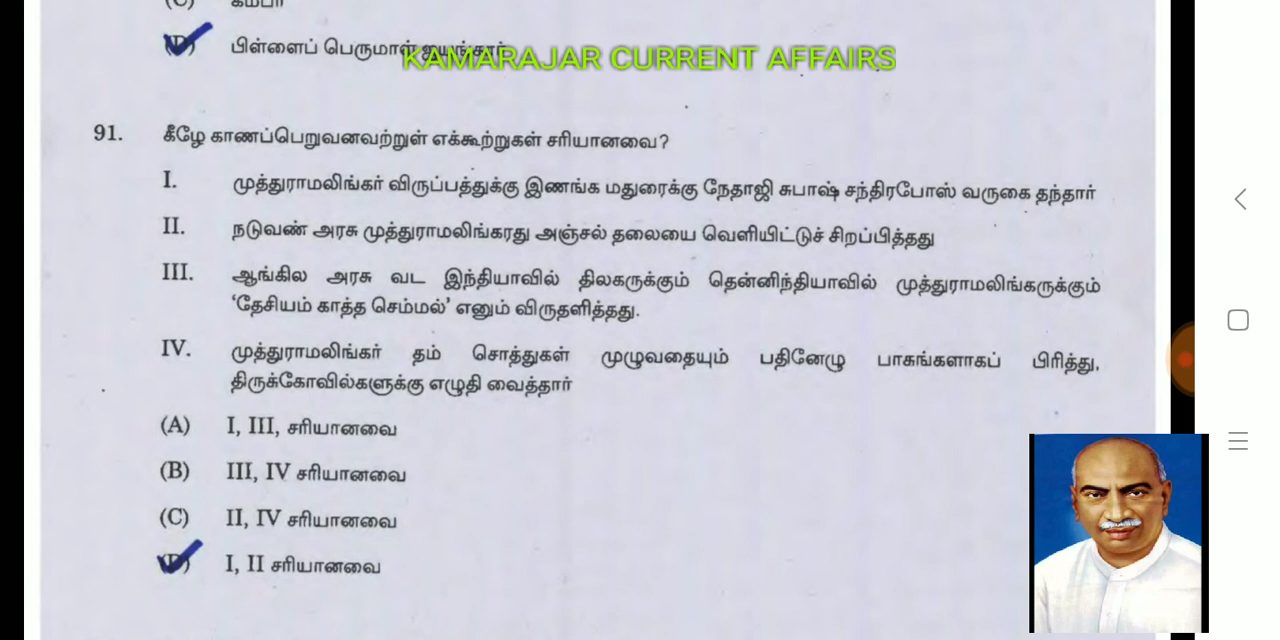 பிள்ளைப் பெருமாள் ஐயங்கார்
KAMARAJAR CURRENT AFFAIRS
91. கீழே காணப்பெறுவனவற்றுள் எக்கூற்றுகள் சரியானவை?
I. முத்துராமலிங்கர் விருப்பத்துக்கு இணங்க மதுரைக்கு நேதாஜி சுபாஷ் சந்திரபோஸ் வருகை தந்தார்
II. நடுவண் அரசு முத்துராமலிங்கரது அஞ்சல் தலையை வெளியிட்டுச் சிறப்பித்தது
III. ஆங்கில அரசு வட இந்தியாவில் திலகருக்கும் தென்னிந்தியாவில் முத்துராமலிங்கருக்கும்
‘தேசியம் காத்த செம்மல்’ எனும் விருதளித்தது.
IV. முத்துராமலிங்கர் தம் சொத்துகள் முழுவதையும் பதினேழு பாகங்களாகப் பிரித்து,
திருக்கோவில்களுக்கு எழுதி வைத்தார்
(A) I, III, சரியானவை
(B) III, IV சரியானவை
(C) II, IV சரியானவை
(D) I, II சரியானவை